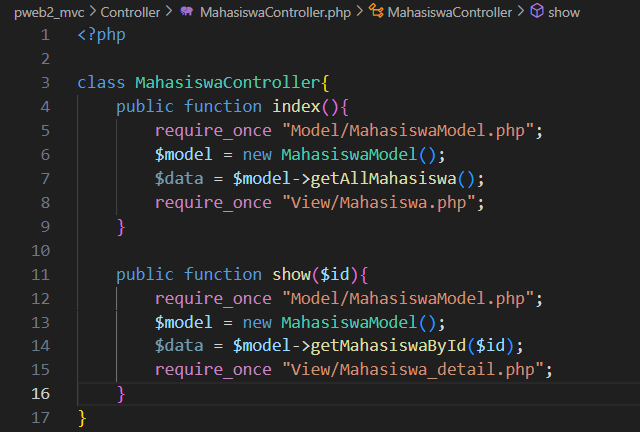 pweb2_mvc > Controller > MahasiswaController.php > MahasiswaController > show
1 <?php
2
3 class MahasiswaController{
4     public function index(){
5         require_once "Model/MahasiswaModel.php";
6         $model = new MahasiswaModel();
7         $data = $model->getAllMahasiswa();
8         require_once "View/Mahasiswa.php";
9     }
10
11     public function show($id){
12         require_once "Model/MahasiswaModel.php";
13         $model = new MahasiswaModel();
14         $data = $model->getMahasiswaById($id);
15         require_once "View/Mahasiswa_detail.php";
16     }
17 }